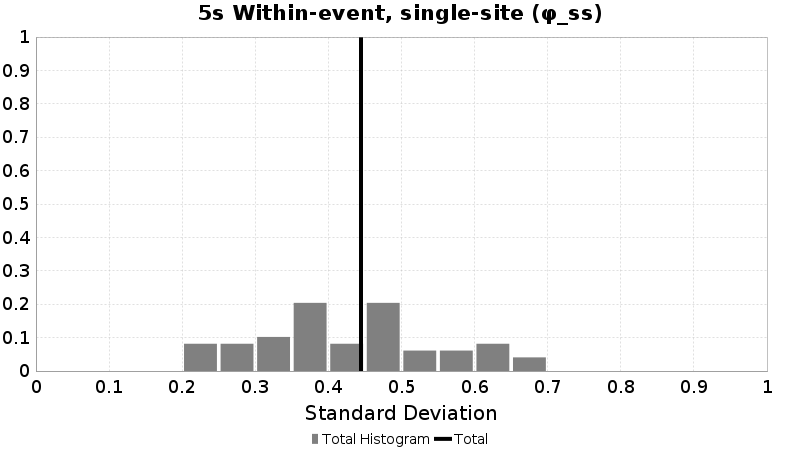 5s Within-event, single-site (φ_ss)
1
0.9
0.8
0.7
0.6
0.5
0.4
0.3
0.2
0.1
0
0 0.1 0.2 0.3 0.4 0.5 0.6 0.7 0.8 0.9 1
Standard Deviation
Total Histogram Total